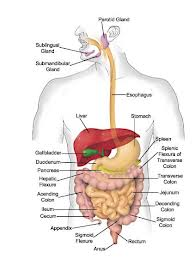 Parotid Gland
Sublingual
Gland
Submandibular
Gland
Esophagus
Liver
Stomach
Gallbladder
Duodenum
Pancreas
Hepatic
Flexure
Ascending
Colon
Ileum
Cecum
Appendix
Sigmoid
Flexure
Anus
Spleen
Splenic
Flexure of
Transverse
Colon
Transverse
Colon
Jejunum
Decending
Colon
Sigmoid
Colon
Rectum